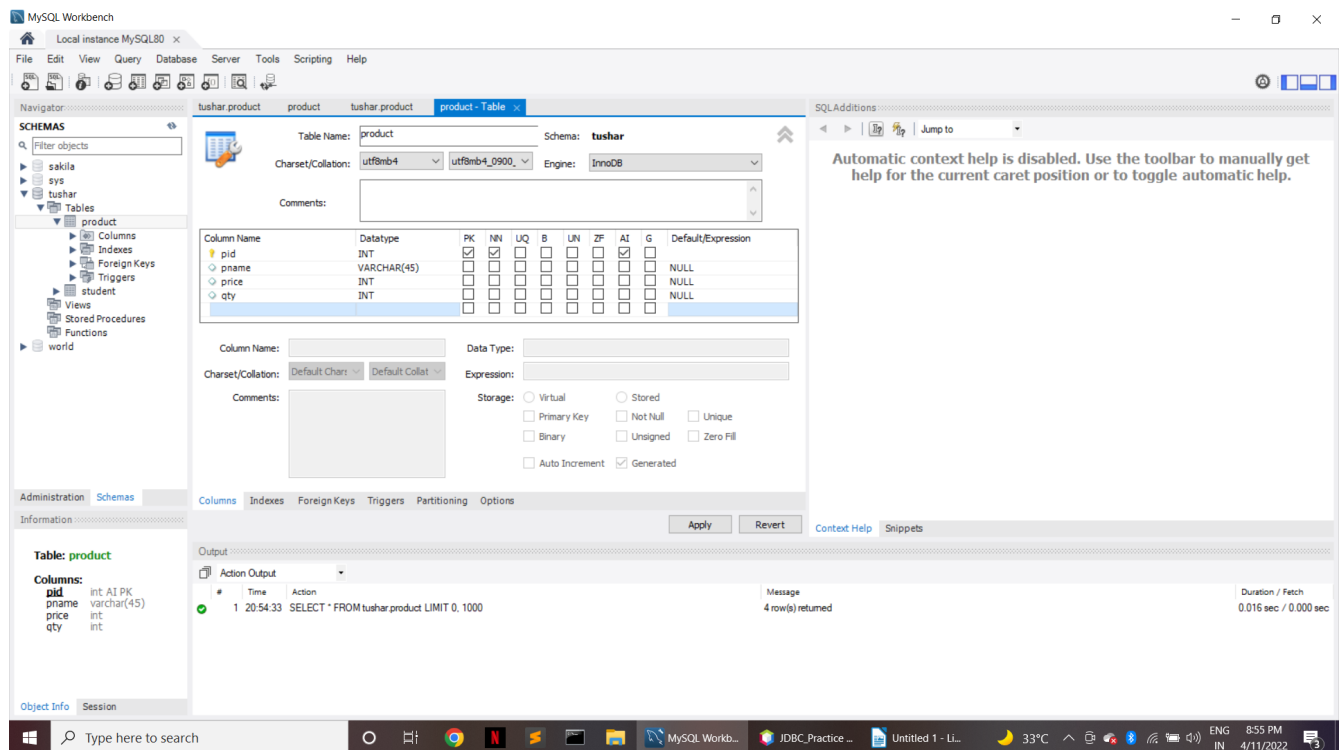 MySQL Workbench
Local instance MySQL80
File Edit View Query Database Server Tools Scripting Help
Navigator
SCHEMAS
Filter objects
sakila
sys
tushar
Tables
product
Columns
Indexes
Foreign Keys
Triggers
student
Views
Stored Procedures
Functions
world
Administration Schemas
Information
Table: product
Columns:
pid int AI PK
pname varchar(45)
price int
qty int
Object Info Session
tushar.product product tushar.product product - Table
Table Name: product Schema: tushar
Charset/Collation: utf8mb4 utf8mb4_0900_ Engine: InnoDB
Comments:
Column Name Datatype PK NN UQ B UN ZF AI G Default/Expression
pid INT
pname VARCHAR(45) NULL
price INT NULL
qty INT NULL
Column Name: Data Type:
Charset/Collation: Default Chars Default Collat Expression:
Comments: Storage: Virtual Stored
Primary Key Not Null Unique
Binary Unsigned Zero Fill
Auto Increment Generated
Columns Indexes Foreign Keys Triggers Partitioning Options
Apply Revert
SQLAdditions
Jump to
Automatic context help is disabled. Use the toolbar to manually get
help for the current caret position or to toggle automatic help.
Context Help Snippets
Output
Action Output
# Time Action Message Duration / Fetch
1 20:54:33 SELECT * FROM tushar.product LIMIT 0, 1000 4 row(s) returned 0.016 sec / 0.000 sec
Type here to search
MySQL Workb... JDBC_Practice ... Untitled 1 - Li...
33°C ENG 8:55 PM
IN 4/11/2022
3